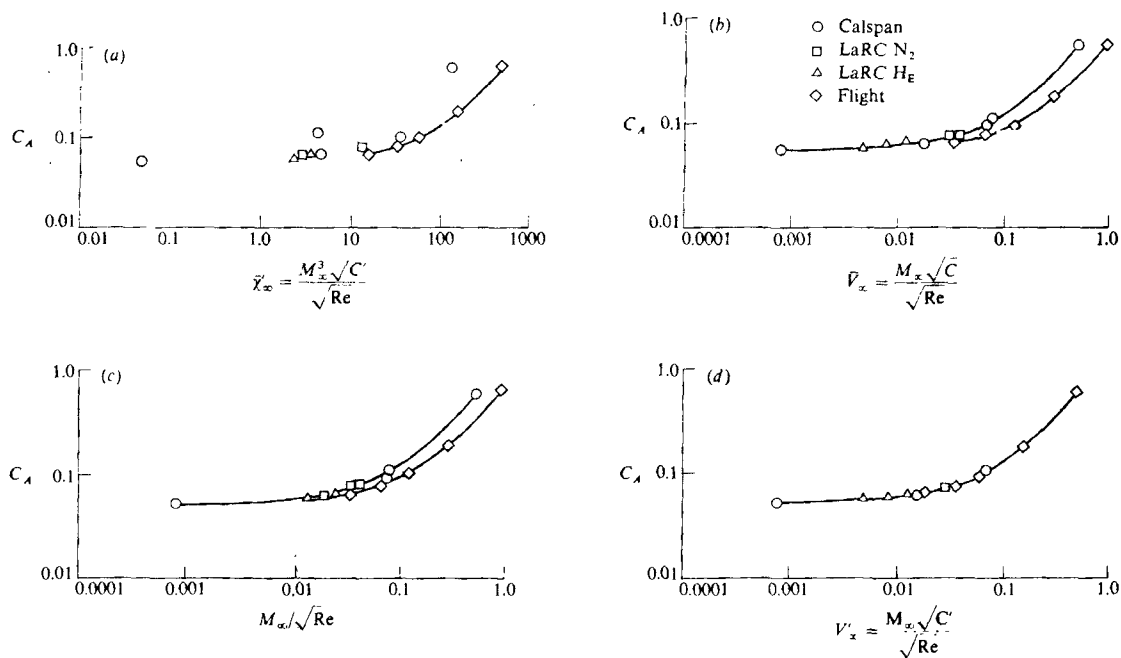 (a)
1.0
C_A 0.1
0.01
0.01 0.1 1.0 10 100 1000
χ̄'_∞ = M³_∞ √C' / √Re
(b)
○ Calspan
□ LaRC N₂
△ LaRC H_E
◇ Flight
1.0
C_A 0.1
0.01
0.0001 0.001 0.01 0.1 1.0
V̄_∞ = M_∞ √C̄ / √Re
(c)
1.0
C_A 0.1
0.01
0.0001 0.001 0.01 0.1 1.0
M_∞/√Re
(d)
1.0
C_A 0.1
0.01
0.0001 0.001 0.01 0.1 1.0
V'_∞ = M_∞ √C' / √Re